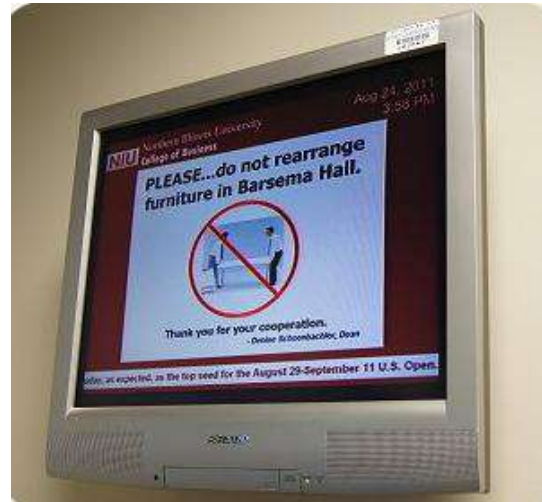 Aug 24, 2011
3:58 PM
NIU Northern Illinois University
College of Business
PLEASE...do not rearrange
furniture in Barsema Hall.
Thank you for your cooperation.
- Denise Schoenbachler, Dean
as expected, as the top seed for the August 29-September 11 U.S. Open.